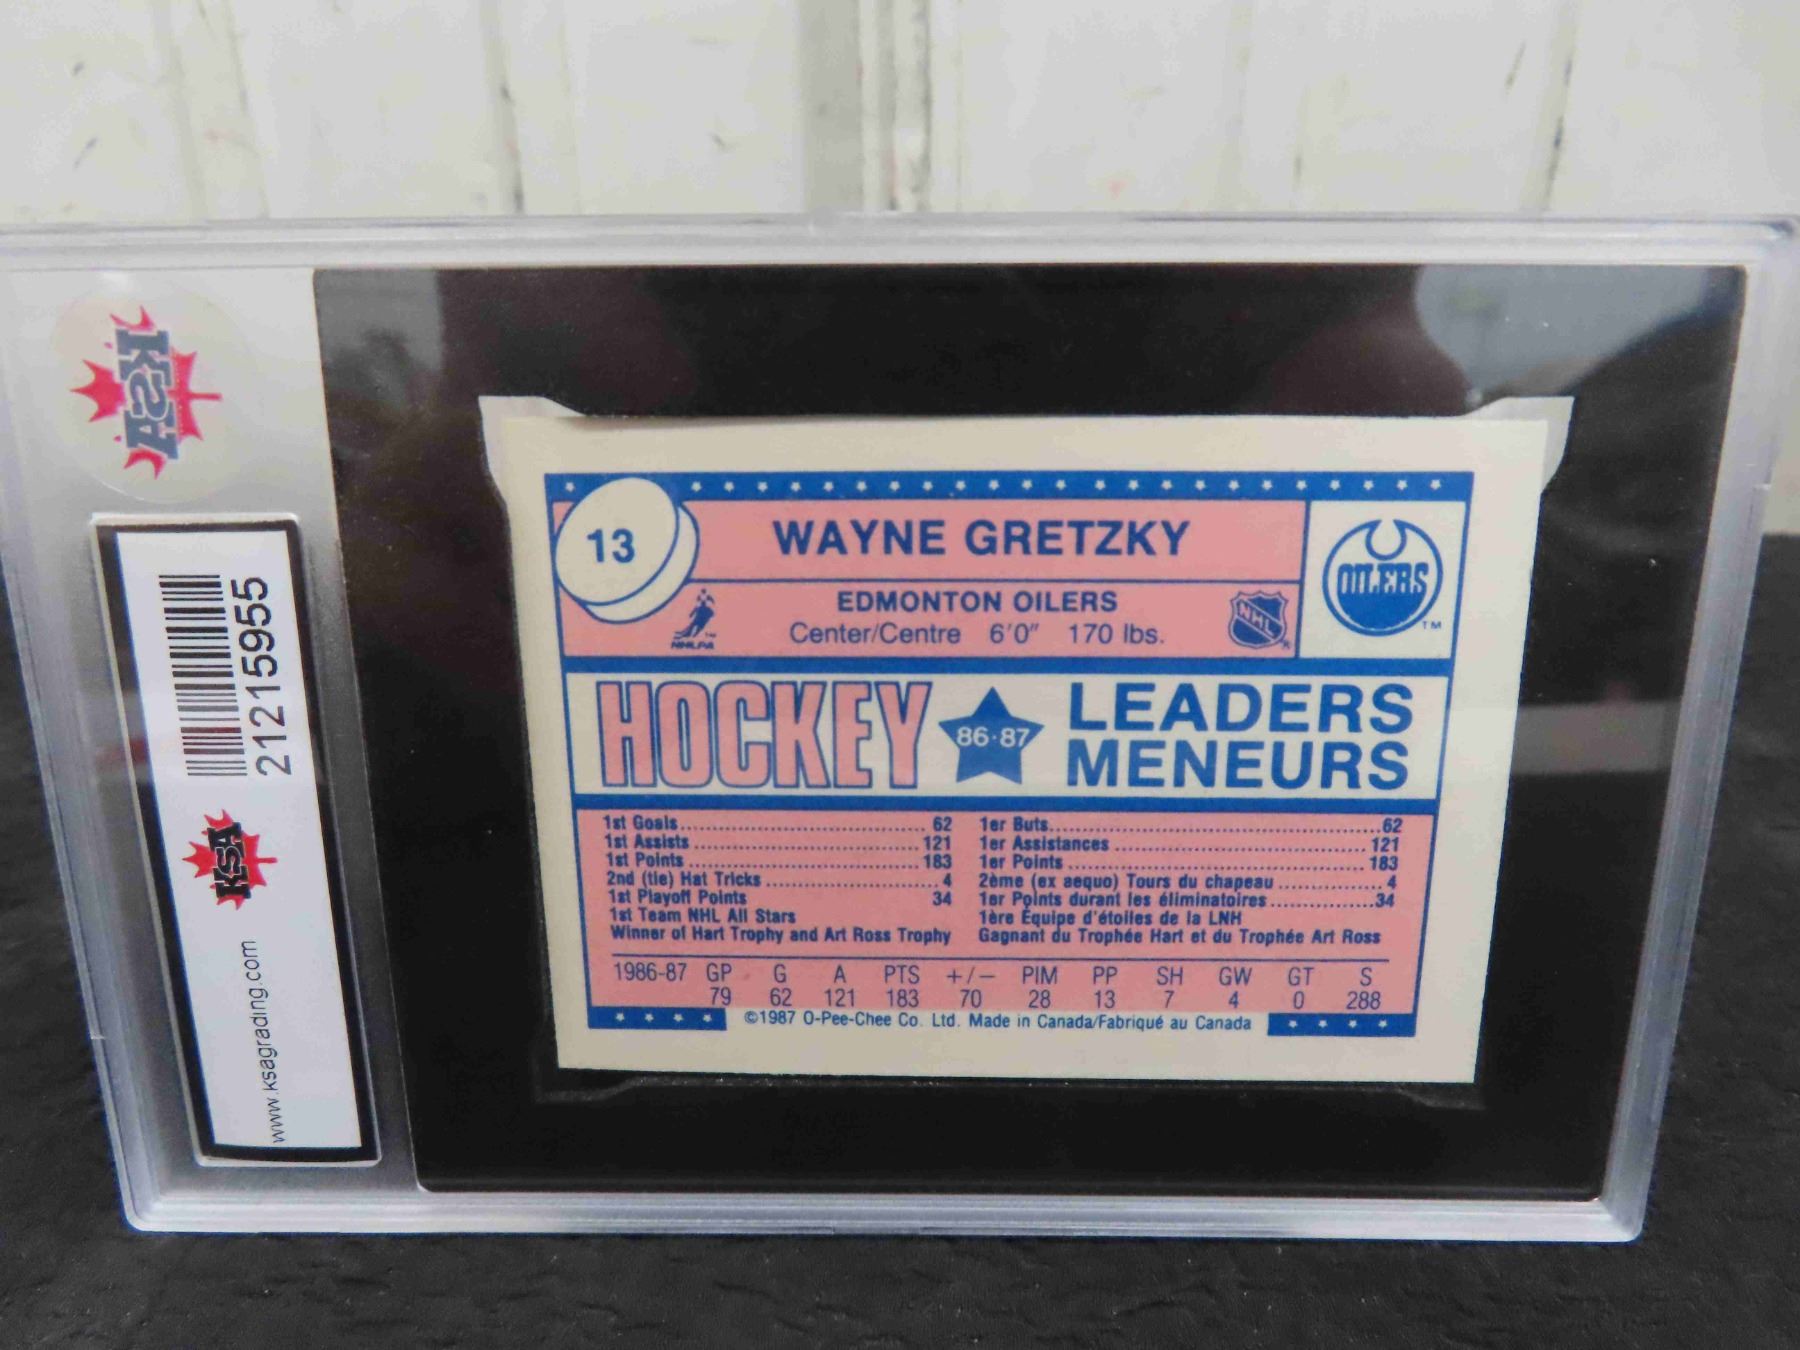 KSA
212159​55
KSA
www.ksagrading.com
13
WAYNE GRETZKY
EDMONTON OILERS
Center/Centre 6'0" 170 lbs.
NHLPA
NHL
OILERS
TM
HOCKEY 86·87 LEADERS
MENEURS
1st Goals 62
1st Assists 121
1st Points 183
2nd (tie) Hat Tricks 4
1st Playoff Points 34
1st Team NHL All Stars
Winner of Hart Trophy and Art Ross Trophy
1er Buts 62
1er Assistances 121
1er Points 183
2ème (ex aequo) Tours du chapeau 4
1er Points durant les éliminatoires 34
1ère Équipe d'étoiles de la LNH
Gagnant du Trophée Hart et du Trophée Art Ross
1986-87 GP G A PTS +/− PIM PP SH GW GT S
79 62 121 183 70 28 13 7 4 0 288
©1987 O-Pee-Chee Co. Ltd. Made in Canada/Fabriqué au Canada